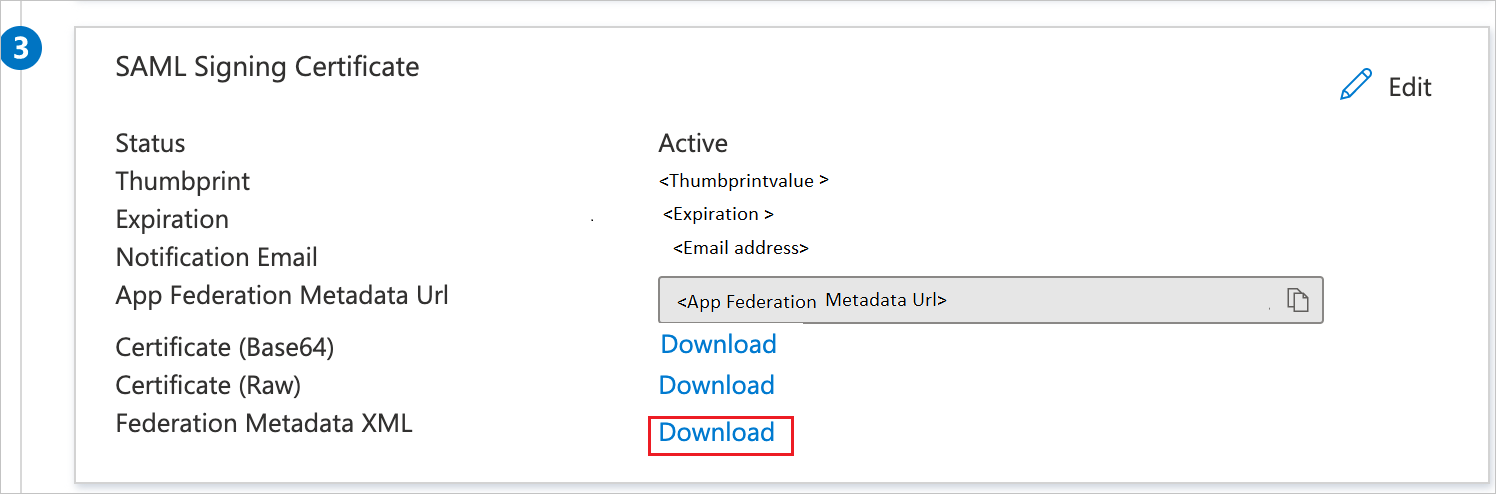 3
SAML Signing Certificate
Edit
Status Active
Thumbprint <Thumbprintvalue >
Expiration <Expiration >
Notification Email <Email address>
App Federation Metadata Url <App Federation Metadata Url>
Certificate (Base64) Download
Certificate (Raw) Download
Federation Metadata XML Download